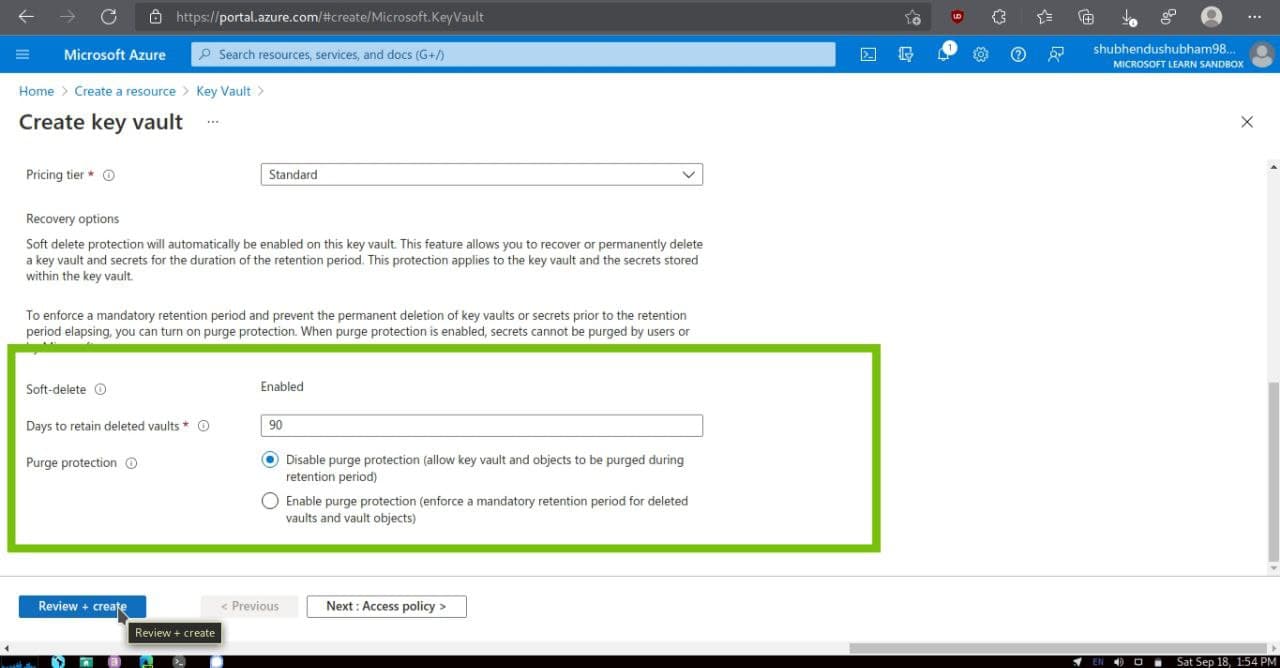 https://portal.azure.com/#create/Microsoft.KeyVault
Microsoft Azure
Search resources, services, and docs (G+/)
1
shubhendushubham98...
MICROSOFT LEARN SANDBOX
Home > Create a resource > Key Vault >
Create key vault ...
Pricing tier *
Standard
Recovery options
Soft delete protection will automatically be enabled on this key vault. This feature allows you to recover or permanently delete
a key vault and secrets for the duration of the retention period. This protection applies to the key vault and the secrets stored
within the key vault.
To enforce a mandatory retention period and prevent the permanent deletion of key vaults or secrets prior to the retention
period elapsing, you can turn on purge protection. When purge protection is enabled, secrets cannot be purged by users or
Soft-delete
Enabled
Days to retain deleted vaults *
90
Purge protection
Disable purge protection (allow key vault and objects to be purged during
retention period)
Enable purge protection (enforce a mandatory retention period for deleted
vaults and vault objects)
Review + create
< Previous
Next : Access policy >
Review + create
EN
Sat Sep 18, 1:54 PM